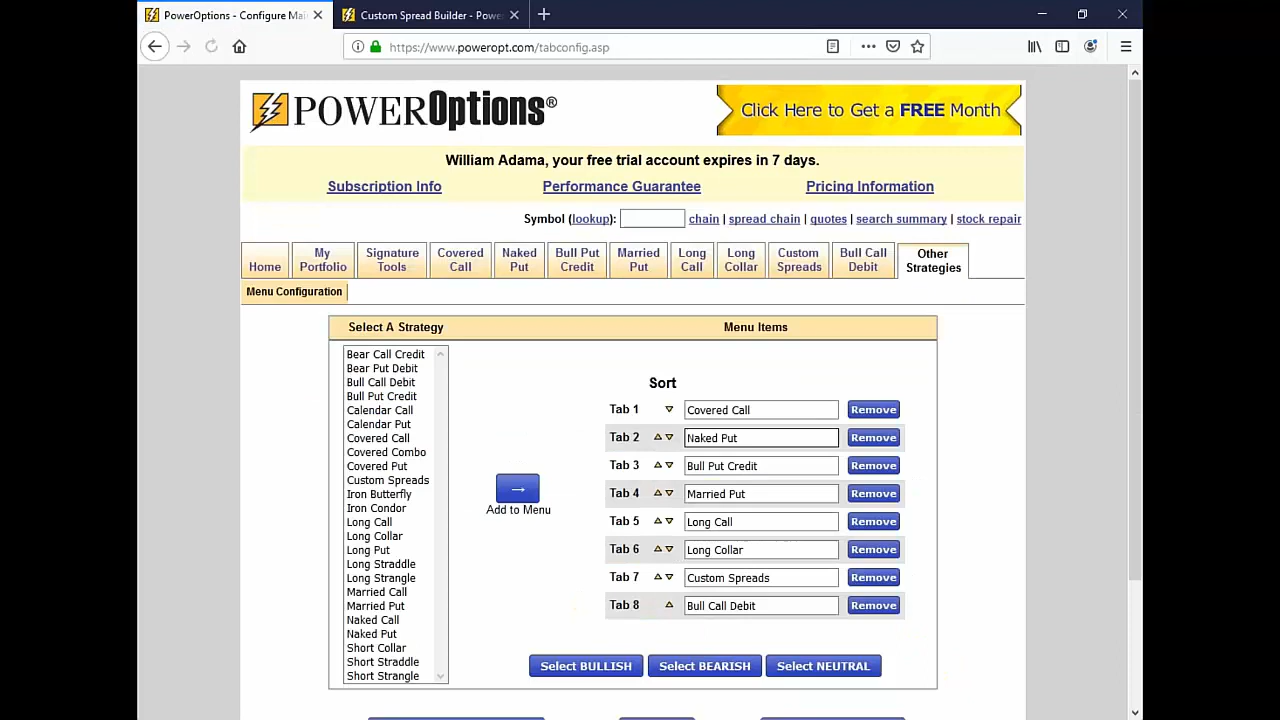 PowerOptions - Configure Mai
Custom Spread Builder - Powe
https://www.poweropt.com/tabconfig.asp
POWEROptions®
Click Here to Get a FREE Month
William Adama, your free trial account expires in 7 days.
Subscription Info Performance Guarantee Pricing Information
Symbol (lookup): chain | spread chain | quotes | search summary | stock repair
Home
My Portfolio
Signature Tools
Covered Call
Naked Put
Bull Put Credit
Married Put
Long Call
Long Collar
Custom Spreads
Bull Call Debit
Other Strategies
Menu Configuration
Select A Strategy
Menu Items
Bear Call Credit
Bear Put Debit
Bull Call Debit
Bull Put Credit
Calendar Call
Calendar Put
Covered Call
Covered Combo
Covered Put
Custom Spreads
Iron Butterfly
Iron Condor
Long Call
Long Collar
Long Put
Long Straddle
Long Strangle
Married Call
Married Put
Naked Call
Naked Put
Short Collar
Short Straddle
Short Strangle
→
Add to Menu
Sort
Tab 1 Covered Call Remove
Tab 2 Naked Put Remove
Tab 3 Bull Put Credit Remove
Tab 4 Married Put Remove
Tab 5 Long Call Remove
Tab 6 Long Collar Remove
Tab 7 Custom Spreads Remove
Tab 8 Bull Call Debit Remove
Select BULLISH Select BEARISH Select NEUTRAL